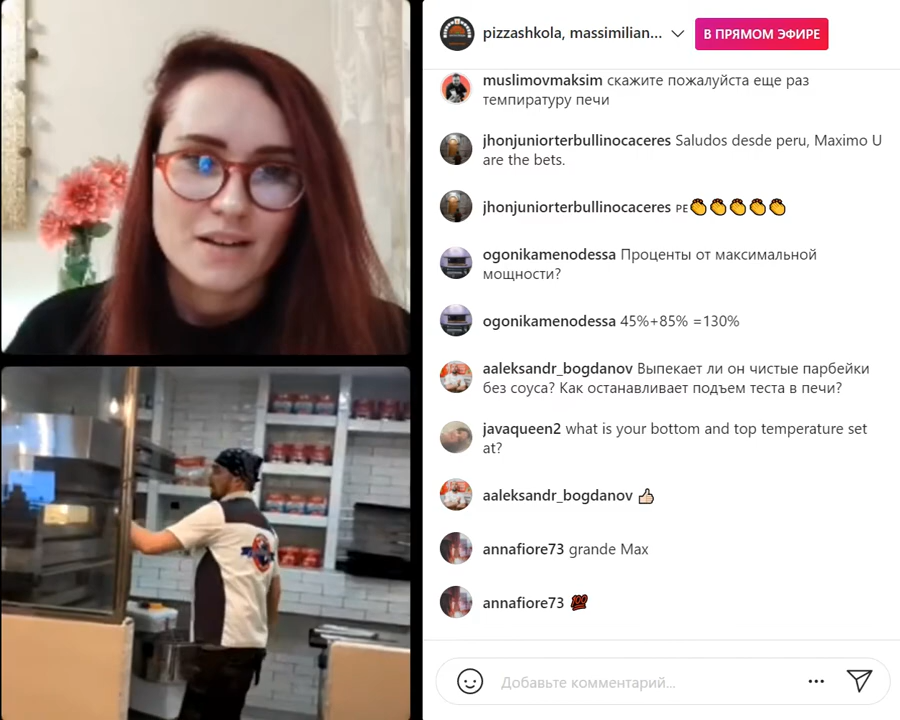 pizzashkola, massimilian...
В ПРЯМОМ ЭФИРЕ
muslimovmaksim скажите пожалуйста еще раз
темпиратуру печи
jhonjuniorterbullinocaceres Saludos desde peru, Maximo U
are the bets.
jhonjuniorterbullinocaceres ᴘᴇ👏👏👏👏👏
ogonikamenodessa Проценты от максимальной
мощности?
ogonikamenodessa 45%+85% =130%
aaleksandr_bogdanov Выпекает ли он чистые парбейки
без соуса? Как останавливает подъем теста в печи?
javaqueen2 what is your bottom and top temperature set
at?
aaleksandr_bogdanov 👍🏻
annafiore73 grande Max
annafiore73 💯
Добавьте комментарий...